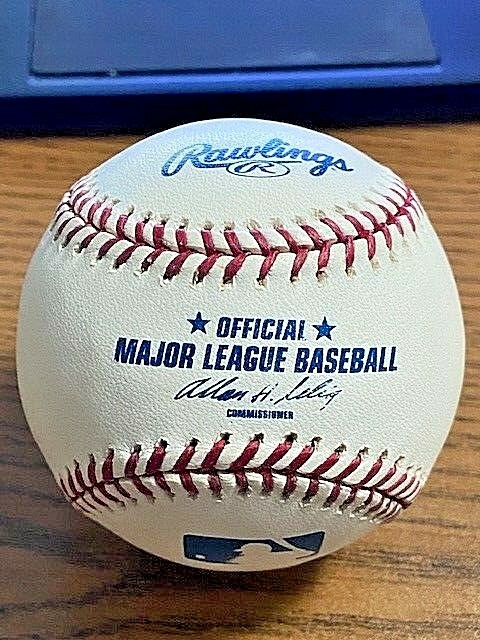 Rawlings
R
★ OFFICIAL ★
MAJOR LEAGUE BASEBALL
Allan H. Selig
COMMISSIONER